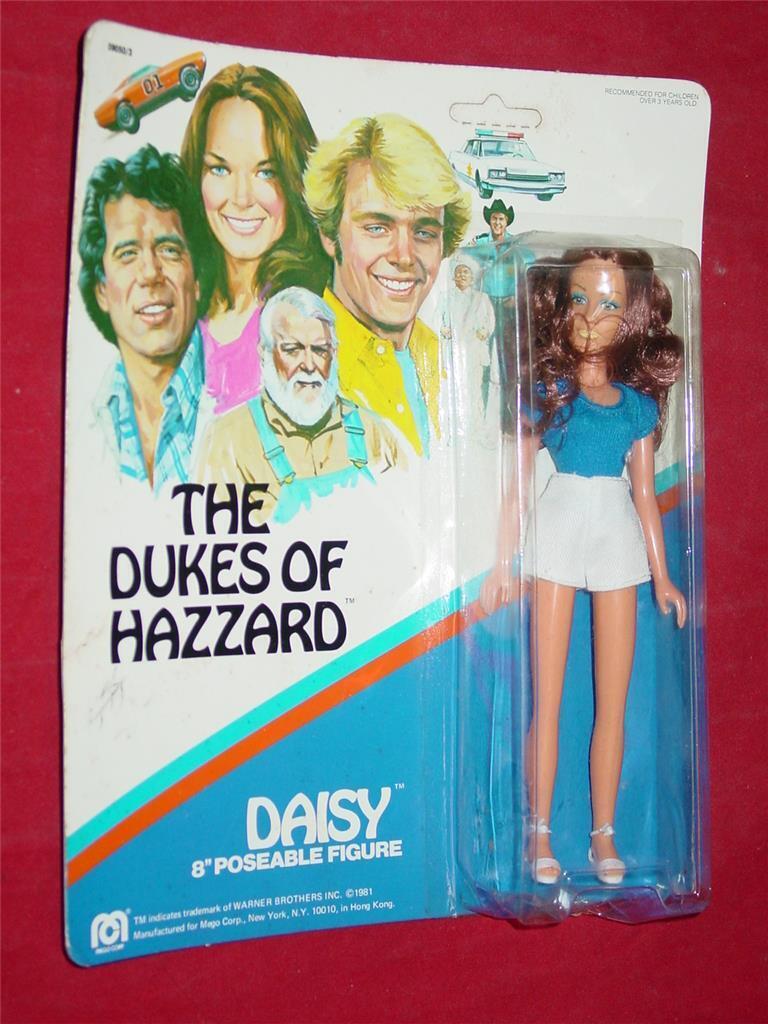 01
RECOMMENDED FOR CHILDREN
OVER 3 YEARS OLD
THE
DUKES OF
HAZZARD™
DAISY™
8" POSEABLE FIGURE
TM indicates trademark of WARNER BROTHERS INC. ©1981
Manufactured for Mego Corp., New York, N.Y. 10010, in Hong Kong.
MEGO CORP